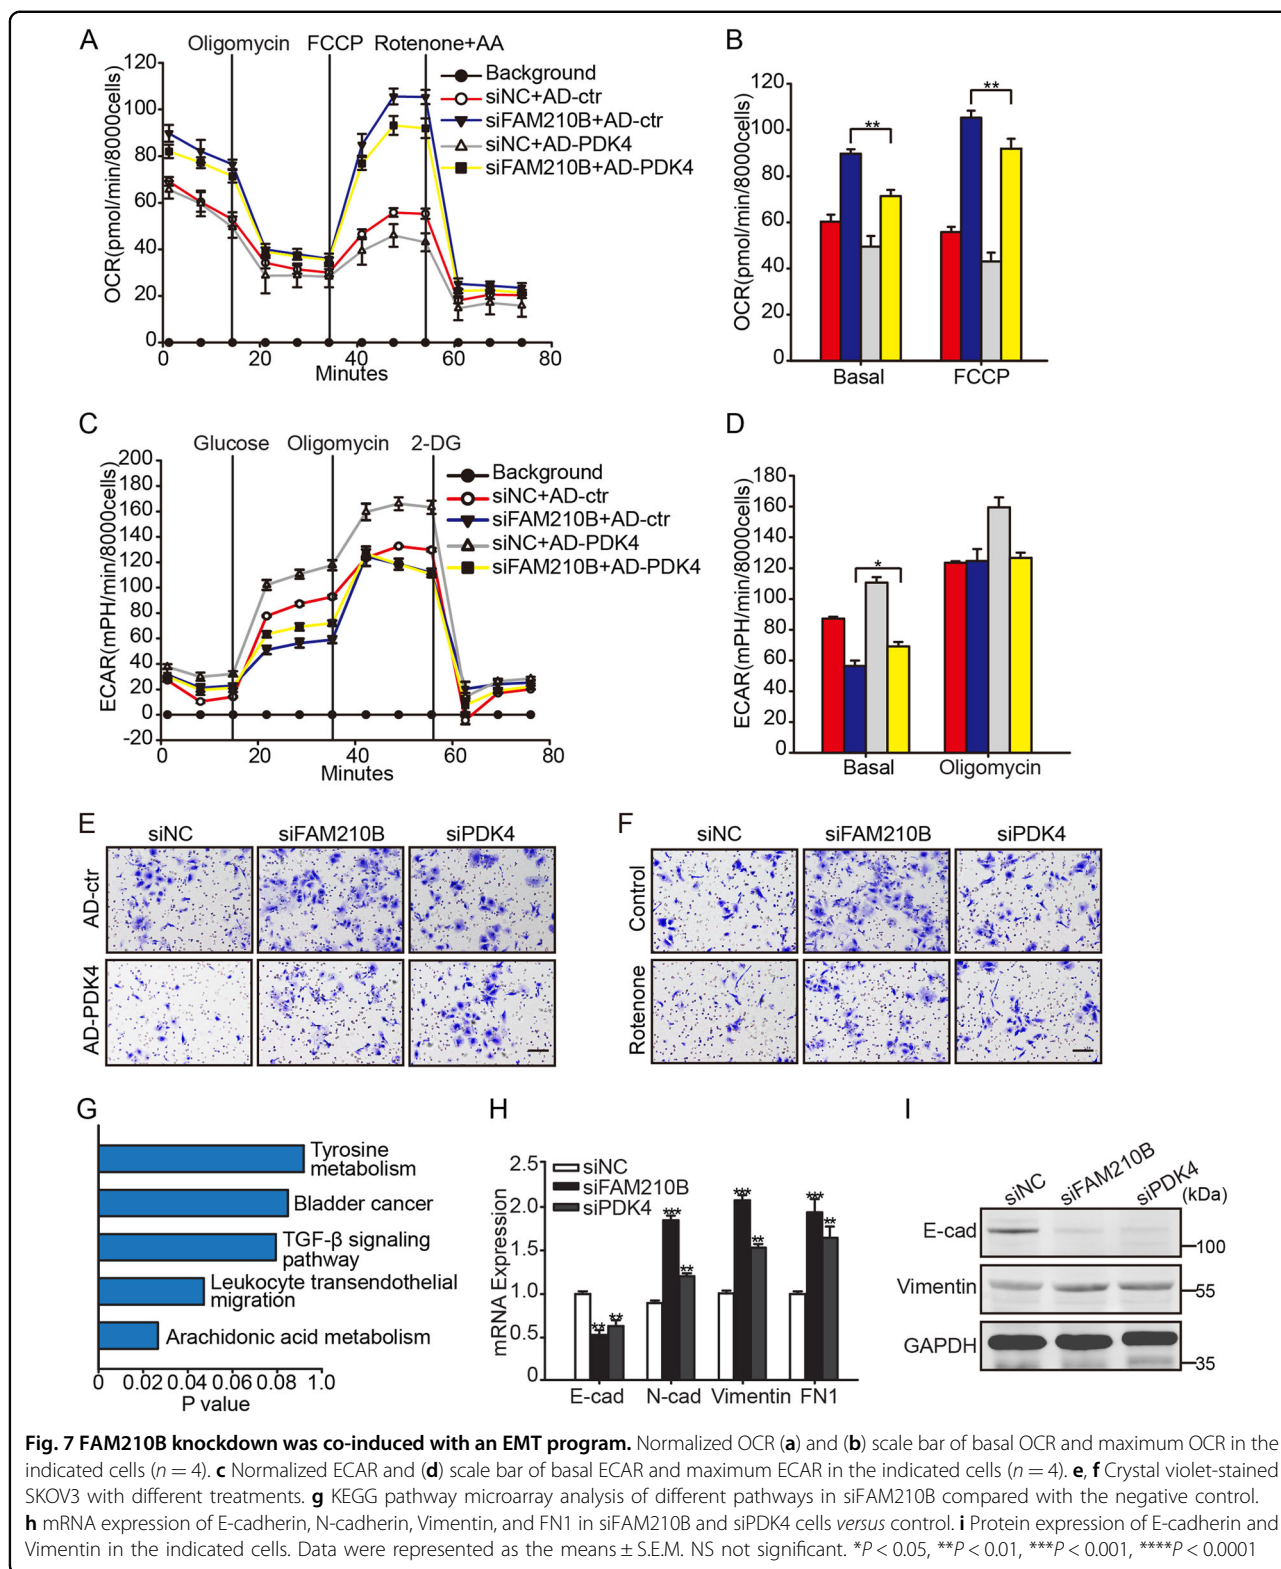 A
Oligomycin FCCP Rotenone+AA
OCR(pmol/min/8000cells)
120
100
80
60
40
20
0
0 20 40 60 80
Minutes
Background
siNC+AD-ctr
siFAM210B+AD-ctr
siNC+AD-PDK4
siFAM210B+AD-PDK4
B
OCR(pmol/min/8000cells)
120
100
80
60
40
20
0
** **
Basal FCCP
C
Glucose Oligomycin 2-DG
ECAR(mPH/min/8000cells)
200
180
160
140
120
100
80
60
40
20
0
-20
0 20 40 60 80
Minutes
Background
siNC+AD-ctr
siFAM210B+AD-ctr
siNC+AD-PDK4
siFAM210B+AD-PDK4
D
ECAR(mPH/min/8000cells)
180
160
140
120
100
80
60
40
20
0
*
Basal Oligomycin
E
siNC siFAM210B siPDK4
AD-ctr
AD-PDK4
F
siNC siFAM210B siPDK4
Control
Rotenone
G
Tyrosine
metabolism
Bladder cancer
TGF-β signaling
pathway
Leukocyte transendothelial
migration
Arachidonic acid metabolism
0 0.02 0.04 0.06 0.08 1.0
P value
H
mRNA Expression
2.5
2.0
1.5
1.0
0.5
0
siNC
siFAM210B
siPDK4
** ** *** ** *** ** *** **
E-cad N-cad Vimentin FN1
I
siNC siFAM210B siPDK4
(kDa)
E-cad
100
Vimentin
55
GAPDH
35
Fig. 7 FAM210B knockdown was co-induced with an EMT program. Normalized OCR (a) and (b) scale bar of basal OCR and maximum OCR in the
indicated cells (n = 4). c Normalized ECAR and (d) scale bar of basal ECAR and maximum ECAR in the indicated cells (n = 4). e, f Crystal violet-stained
SKOV3 with different treatments. g KEGG pathway microarray analysis of different pathways in siFAM210B compared with the negative control.
h mRNA expression of E-cadherin, N-cadherin, Vimentin, and FN1 in siFAM210B and siPDK4 cells versus control. i Protein expression of E-cadherin and
Vimentin in the indicated cells. Data were represented as the means ± S.E.M. NS not significant. *P < 0.05, **P < 0.01, ***P < 0.001, ****P < 0.0001